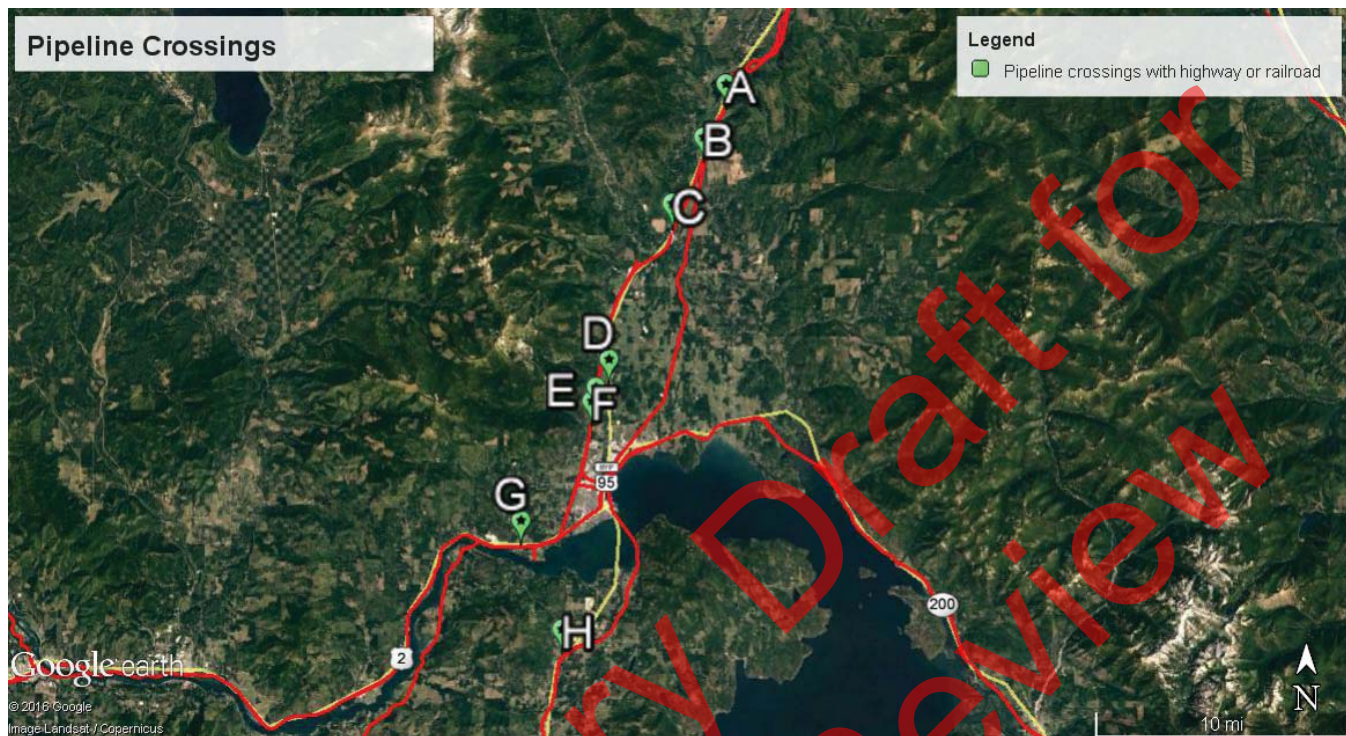 Pipeline Crossings
Legend
Pipeline crossings with highway or railroad
A
B
C
D
E
F
95
G
200
H
2
Google earth
N
© 2016 Google
Image Landsat / Copernicus
10 mi
Draft for
view